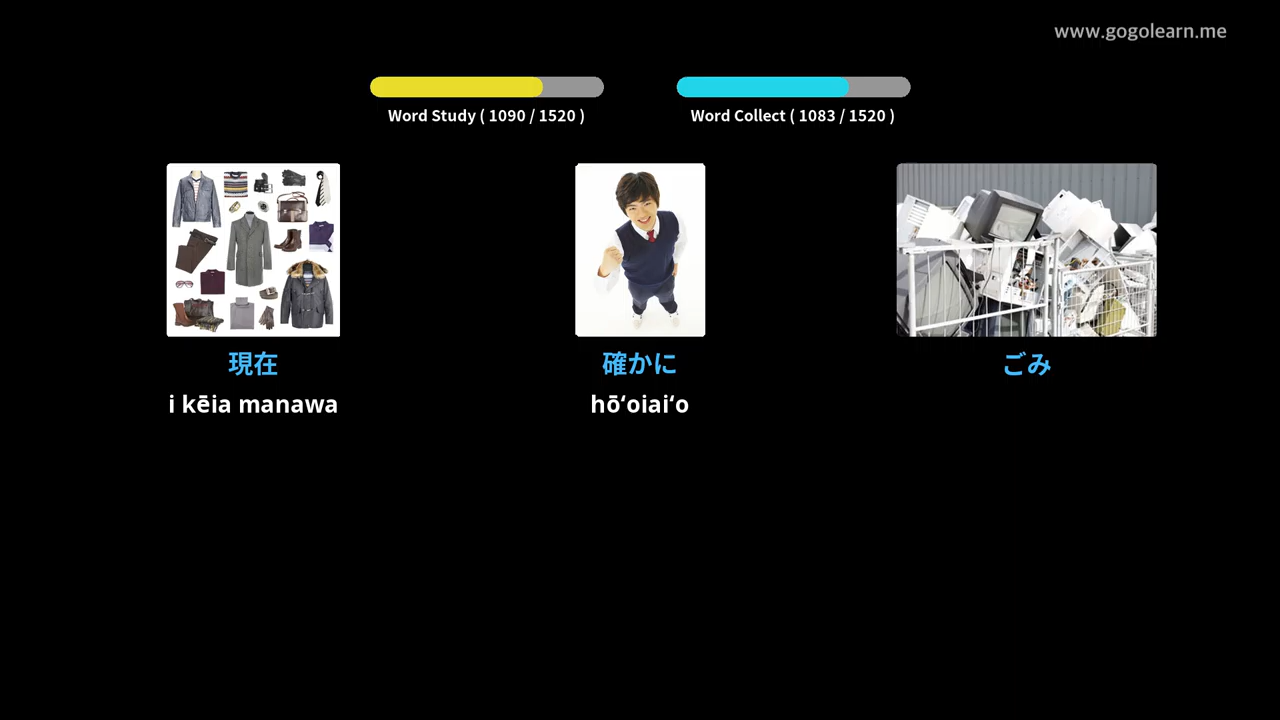 www.gogolearn.me
Word Study ( 1090 / 1520 )
Word Collect ( 1083 / 1520 )
現在
確かに
ごみ
i kēia manawa
hōʻoiaiʻo